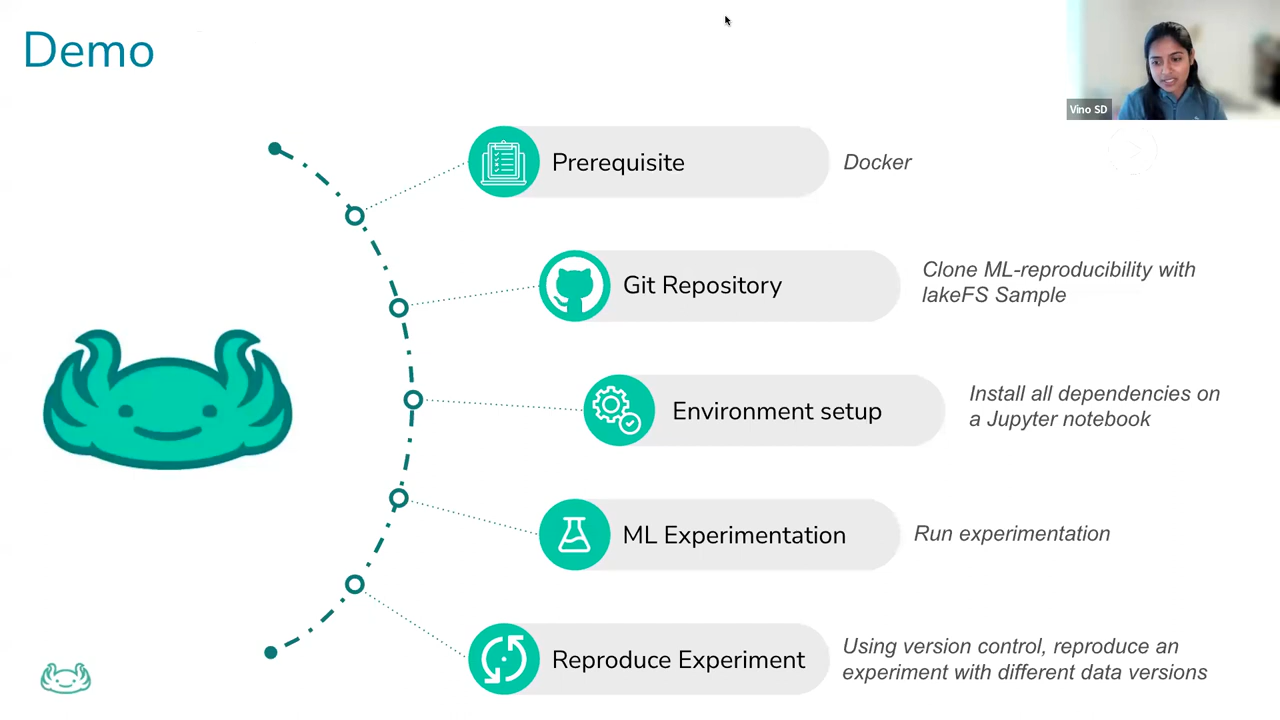 Demo
Vino SD
Prerequisite
Docker
Git Repository
Clone ML-reproducibility with
lakeFS Sample
Environment setup
Install all dependencies on
a Jupyter notebook
ML Experimentation
Run experimentation
Reproduce Experiment
Using version control, reproduce an
experiment with different data versions